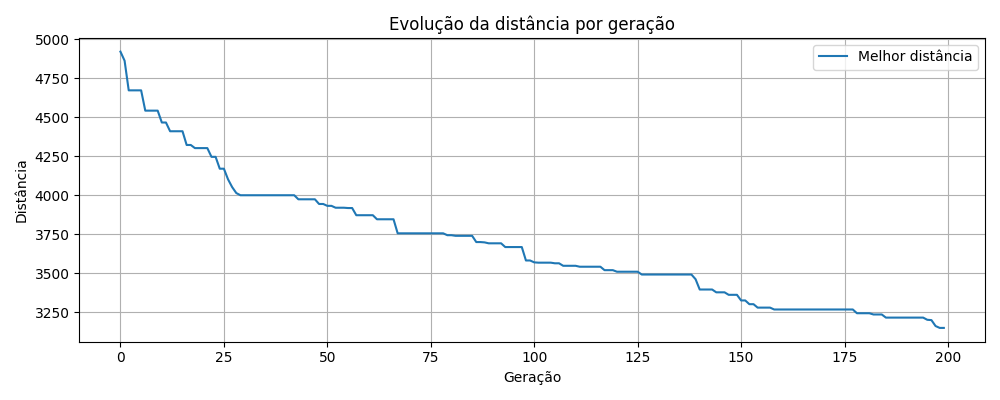 Evolução da distância por geração
Melhor distância
Distância
5000
4750
4500
4250
4000
3750
3500
3250
0 25 50 75 100 125 150 175 200
Geração